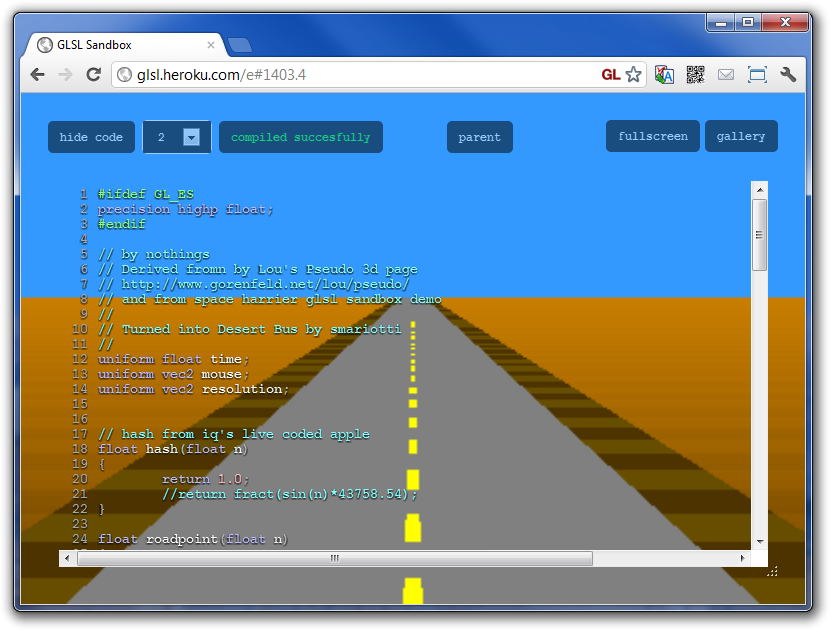 GLSL Sandbox
glsl.heroku.com/e#1403.4
GL
hide code
2
compiled succesfully
parent
fullscreen
gallery
1 #ifdef GL_ES
2 precision highp float;
3 #endif
4
5 // by nothings
6 // Derived fromn by Lou's Pseudo 3d page
7 // http://www.gorenfeld.net/lou/pseudo/
8 // and from space harrier glsl sandbox demo
9 //
10 // Turned into Desert Bus by smariotti
11 //
12 uniform float time;
13 uniform vec2 mouse;
14 uniform vec2 resolution;
15
16
17 // hash from iq's live coded apple
18 float hash(float n)
19 {
20 return 1.0;
21 //return fract(sin(n)*43758.54);
22 }
23
24 float roadpoint(float n)